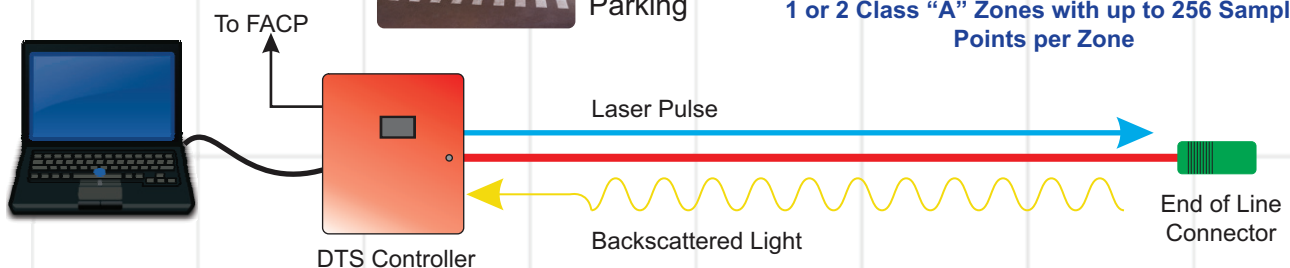 Parking
1 or 2 Class “A” Zones with up to 256 Sampl
Points per Zone
To FACP
Laser Pulse
Backscattered Light
End of Line
Connector
DTS Controller